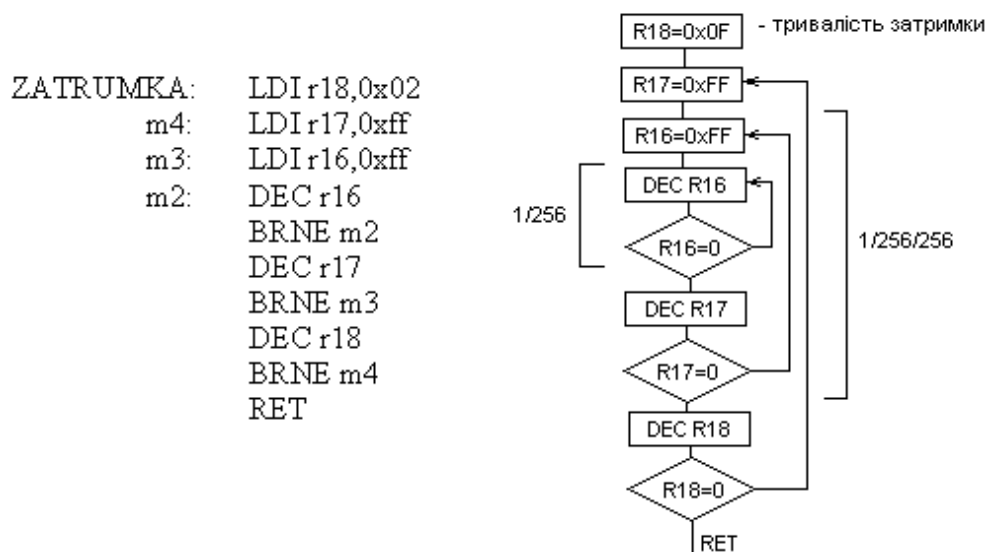 ZATRUMKA: LDI r18,0x02
m4: LDI r17,0xff
m3: LDI r16,0xff
m2: DEC r16
BRNE m2
DEC r17
BRNE m3
DEC r18
BRNE m4
RET
R18=0x0F - тривалість затримки
R17=0xFF
R16=0xFF
DEC R16
1/256
R16=0
1/256/256
DEC R17
R17=0
DEC R18
R18=0
RET